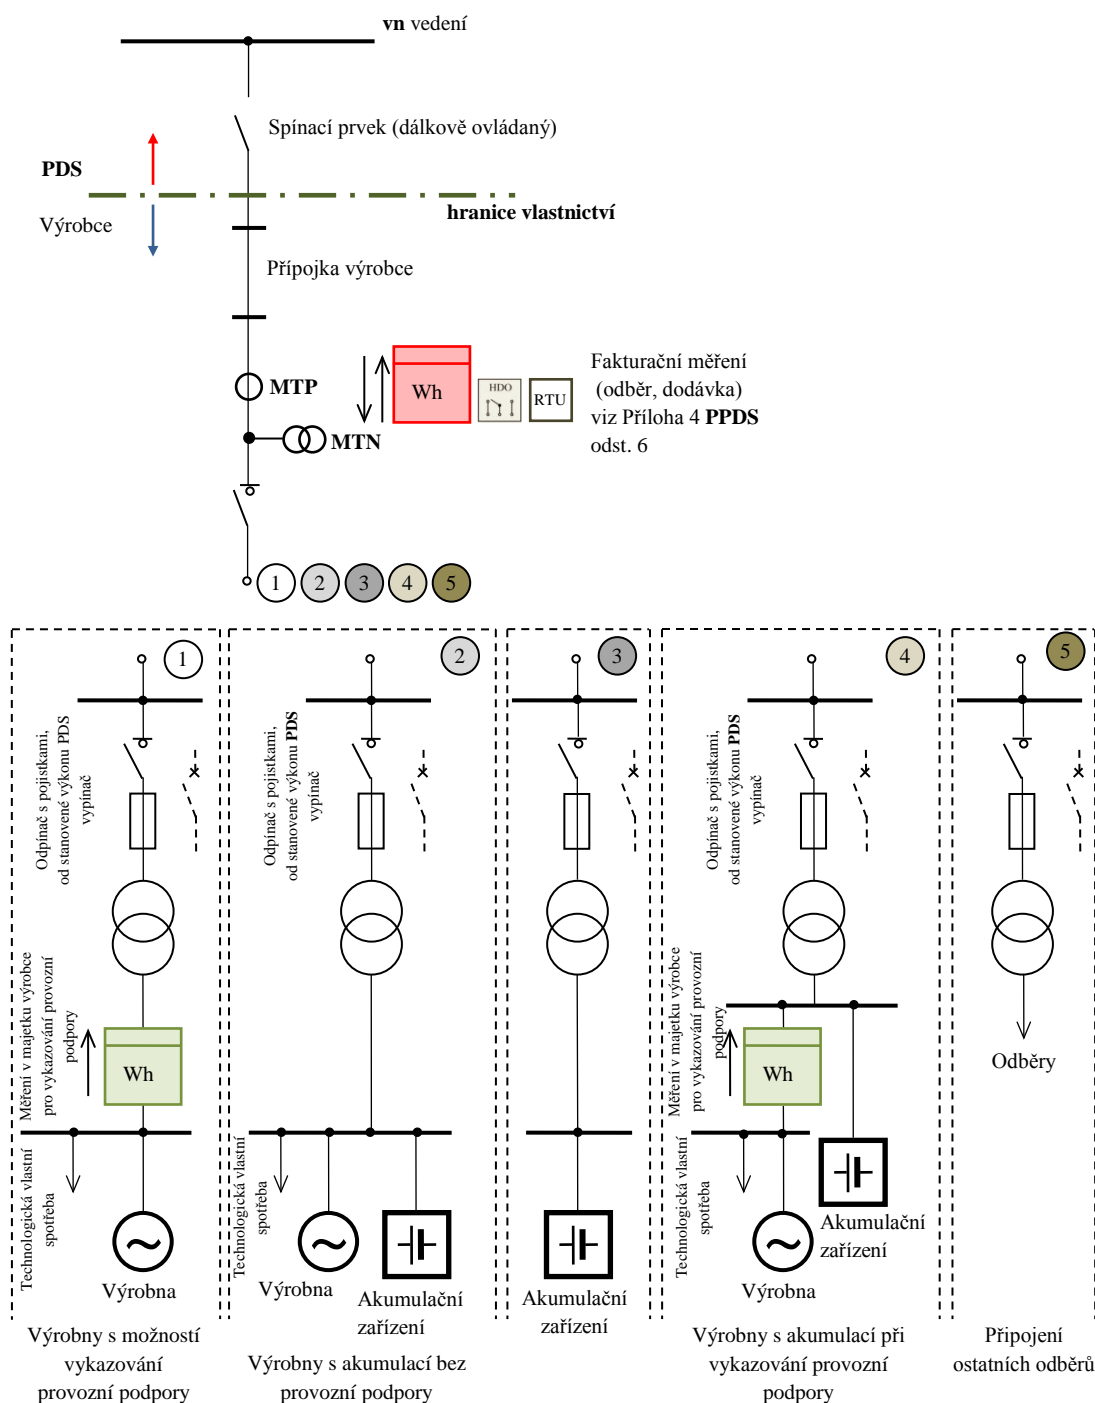 vn vedení
Spínací prvek (dálkově ovládaný)
PDS
hranice vlastnictví
Výrobce
Přípojka výrobce
MTP
Wh
HDO
RTU
Fakturační měření
(odběr, dodávka)
viz Příloha 4 PPDS
odst. 6
MTN
1
2
3
4
5
1
Odpínač s pojistkami,
od stanovené výkonu PDS
vypínač
Měření v majetku výrobce
pro vykazování provozní
podpory
Wh
Technologická vlastní
spotřeba
Výrobna
Výrobny s možností
vykazování
provozní podpory
2
Odpínač s pojistkami,
od stanovené výkonu PDS
vypínač
Technologická vlastní
spotřeba
Výrobna
Akumulační
zařízení
Výrobny s akumulací bez
provozní podpory
3
Akumulační
zařízení
4
Odpínač s pojistkami,
od stanovené výkonu PDS
vypínač
Měření v majetku výrobce
pro vykazování provozní
podpory
Wh
Technologická vlastní
spotřeba
Výrobna
Akumulační
zařízení
Výrobny s akumulací při
vykazování provozní
podpory
5
Odběry
Připojení
ostatních odběrů